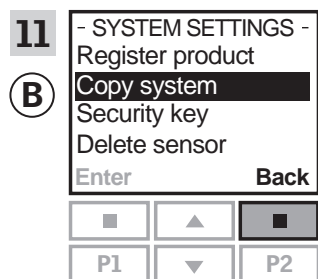 11
B
- SYSTEM SETTINGS -
Register product
Copy system
Security key
Delete sensor
Enter Back
P1 P2